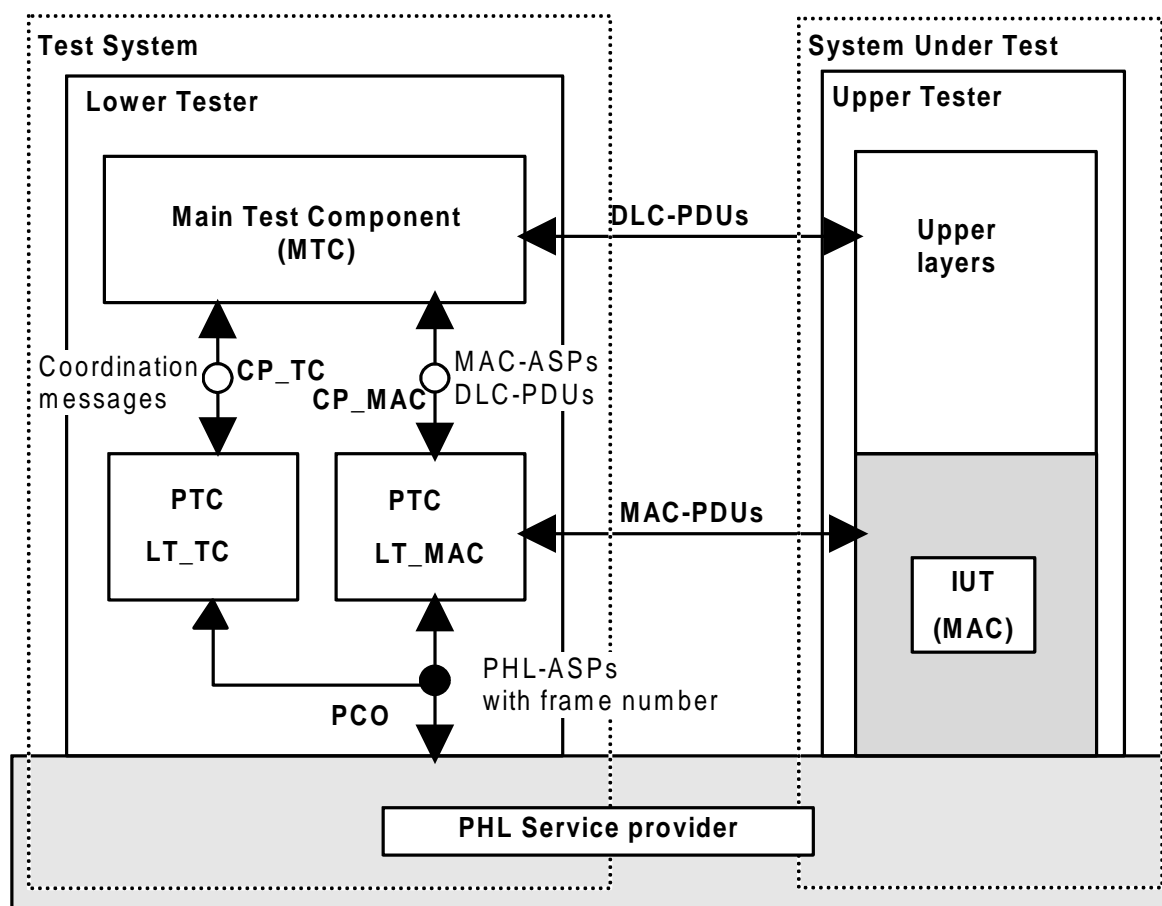 Test System
System Under Test
Lower Tester
Upper Tester
Main Test Component
(MTC)
DLC-PDUs
Upper
layers
Coordination
messages
CP_TC
MAC-ASPs
DLC-PDUs
CP_MAC
PTC
LT_TC
PTC
LT_MAC
MAC-PDUs
IUT
(MAC)
PHL-ASPs
with frame number
PCO
PHL Service provider